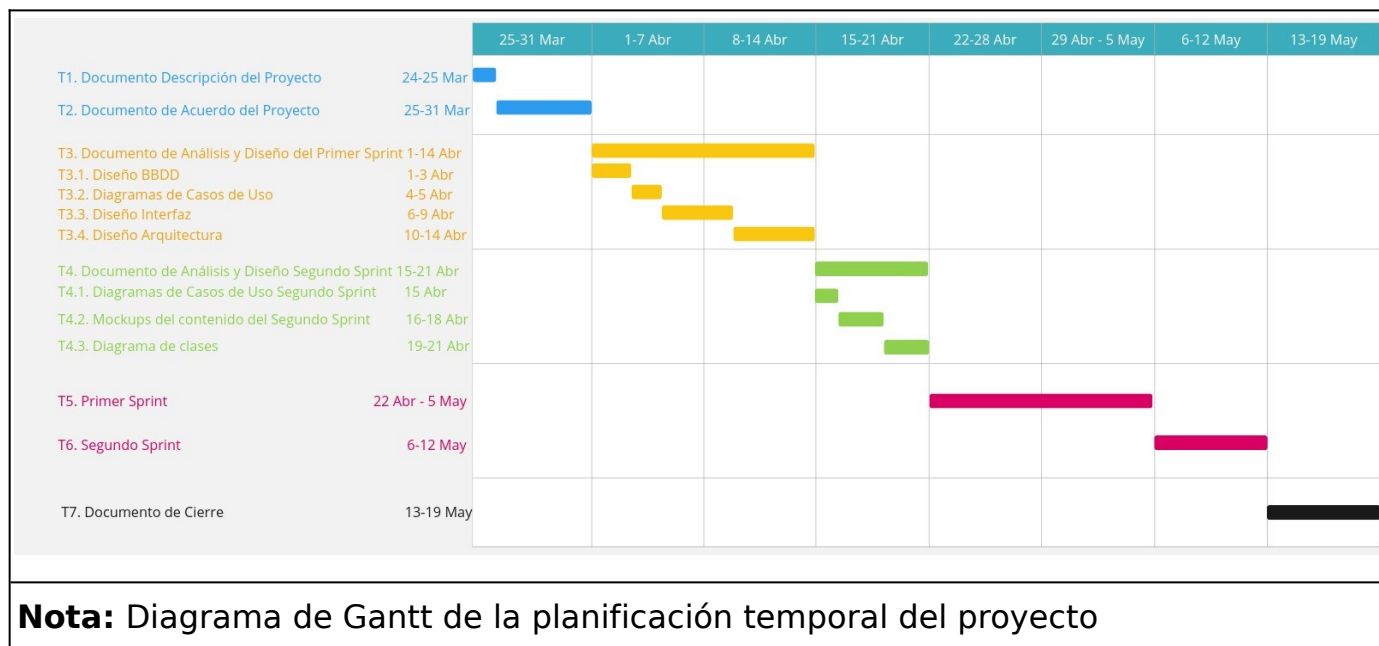 25-31 Mar 1-7 Abr 8-14 Abr 15-21 Abr 22-28 Abr 29 Abr - 5 May 6-12 May 13-19 May
T1. Documento Descripción del Proyecto 24-25 Mar
T2. Documento de Acuerdo del Proyecto 25-31 Mar
T3. Documento de Análisis y Diseño del Primer Sprint 1-14 Abr
T3.1. Diseño BBDD 1-3 Abr
T3.2. Diagramas de Casos de Uso 4-5 Abr
T3.3. Diseño Interfaz 6-9 Abr
T3.4. Diseño Arquitectura 10-14 Abr
T4. Documento de Análisis y Diseño Segundo Sprint 15-21 Abr
T4.1. Diagramas de Casos de Uso Segundo Sprint 15 Abr
T4.2. Mockups del contenido del Segundo Sprint 16-18 Abr
T4.3. Diagrama de clases 19-21 Abr
T5. Primer Sprint 22 Abr - 5 May
T6. Segundo Sprint 6-12 May
T7. Documento de Cierre 13-19 May
Nota: Diagrama de Gantt de la planificación temporal del proyecto